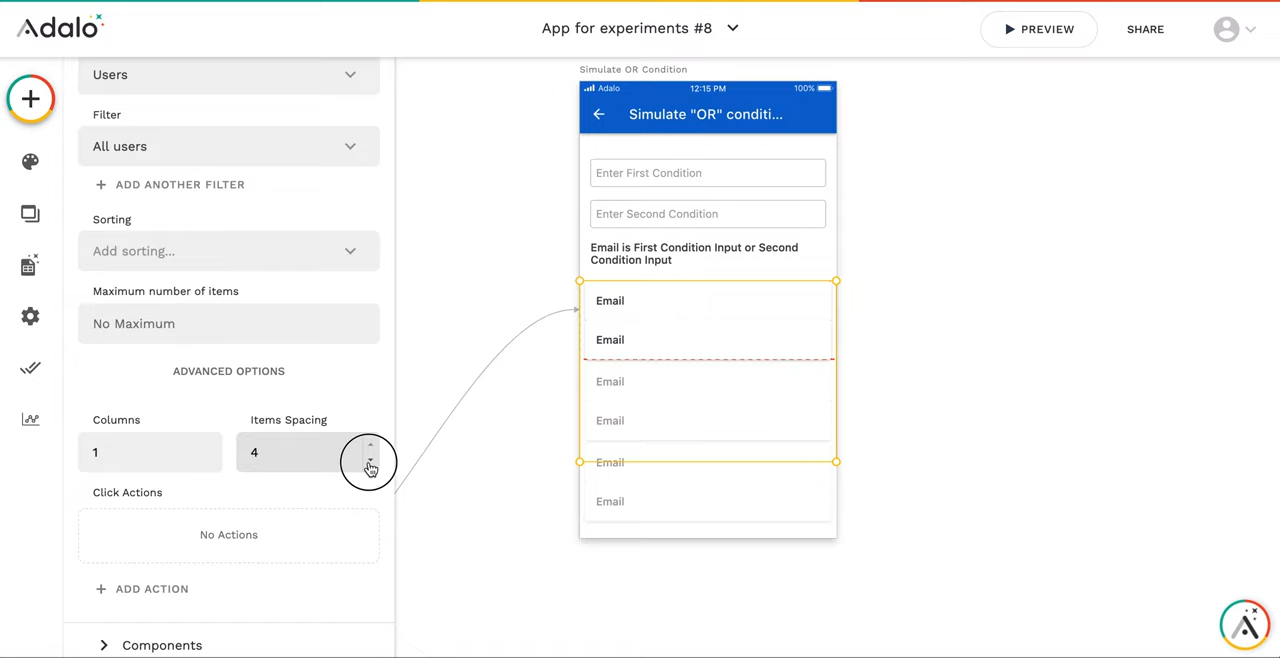 Adalo
App for experiments #8
PREVIEW
SHARE
Users
Filter
All users
ADD ANOTHER FILTER
Sorting
Add sorting...
Maximum number of items
No Maximum
ADVANCED OPTIONS
Columns
Items Spacing
1
4
Click Actions
No Actions
ADD ACTION
Components
Simulate OR Condition
Adalo
12:15 PM
100%
Simulate "OR" conditi...
Enter First Condition
Enter Second Condition
Email is First Condition Input or Second
Condition Input
Email
Email
Email
Email
Email
Email